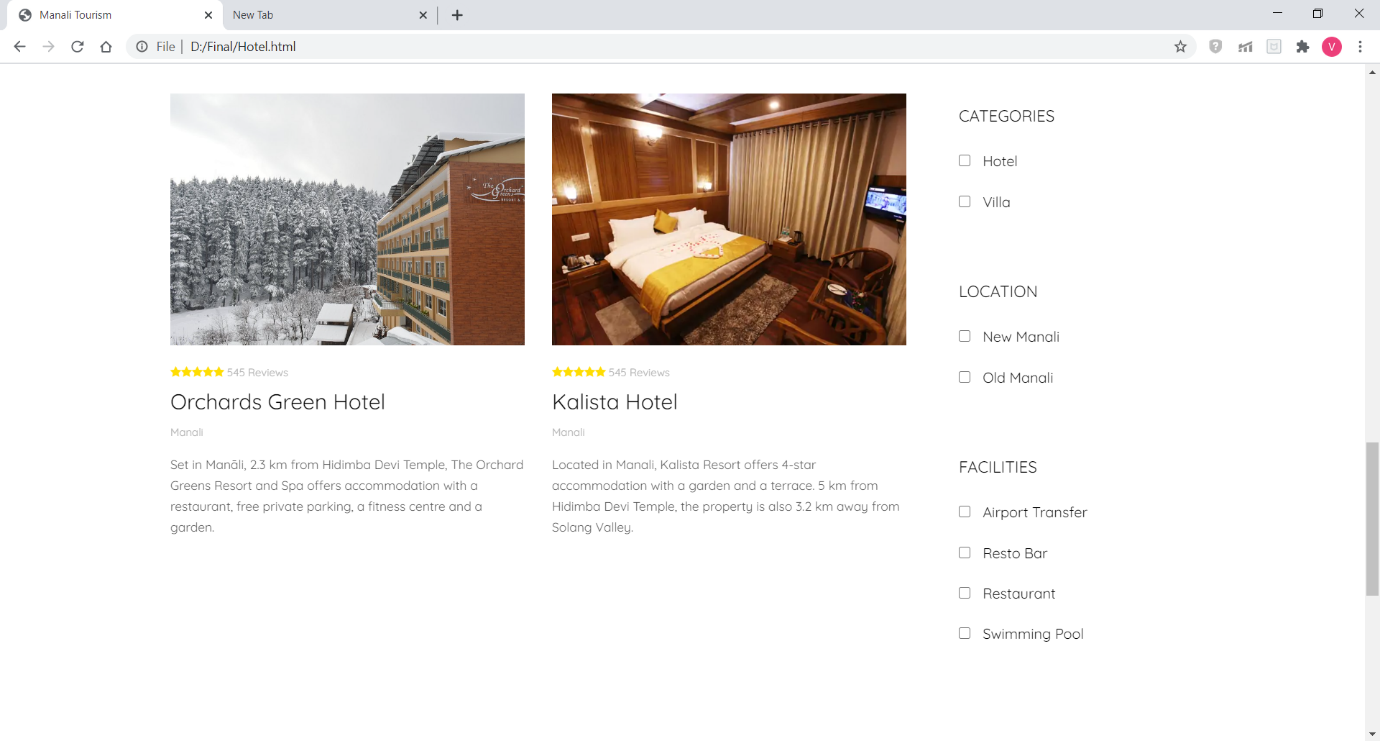 Manali Tourism
New Tab
File
D:/Final/Hotel.html
V
The
Orchard
Green
RESORT &
545 Reviews
Orchards Green Hotel
Manali
Set in Manāli, 2.3 km from Hidimba Devi Temple, The Orchard
Greens Resort and Spa offers accommodation with a
restaurant, free private parking, a fitness centre and a
garden.
545 Reviews
Kalista Hotel
Manali
Located in Manali, Kalista Resort offers 4-star
accommodation with a garden and a terrace. 5 km from
Hidimba Devi Temple, the property is also 3.2 km away from
Solang Valley.
CATEGORIES
Hotel
Villa
LOCATION
New Manali
Old Manali
FACILITIES
Airport Transfer
Resto Bar
Restaurant
Swimming Pool